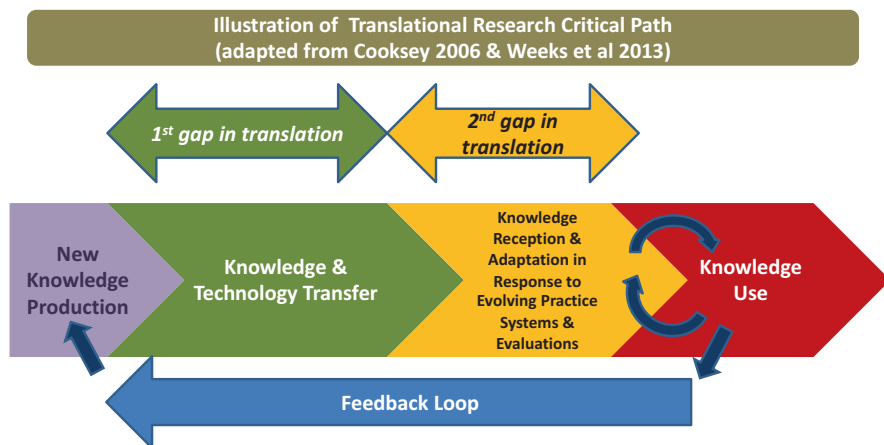 Illustration of Translational Research Critical Path
(adapted from Cooksey 2006 & Weeks et al 2013)
1st gap in translation
2nd gap in
translation
New
Knowledge
Production
Knowledge &
Technology Transfer
Knowledge
Reception &
Adaptation in
Response to
Evolving Practice
Systems &
Evaluations
Knowledge
Use
Feedback Loop